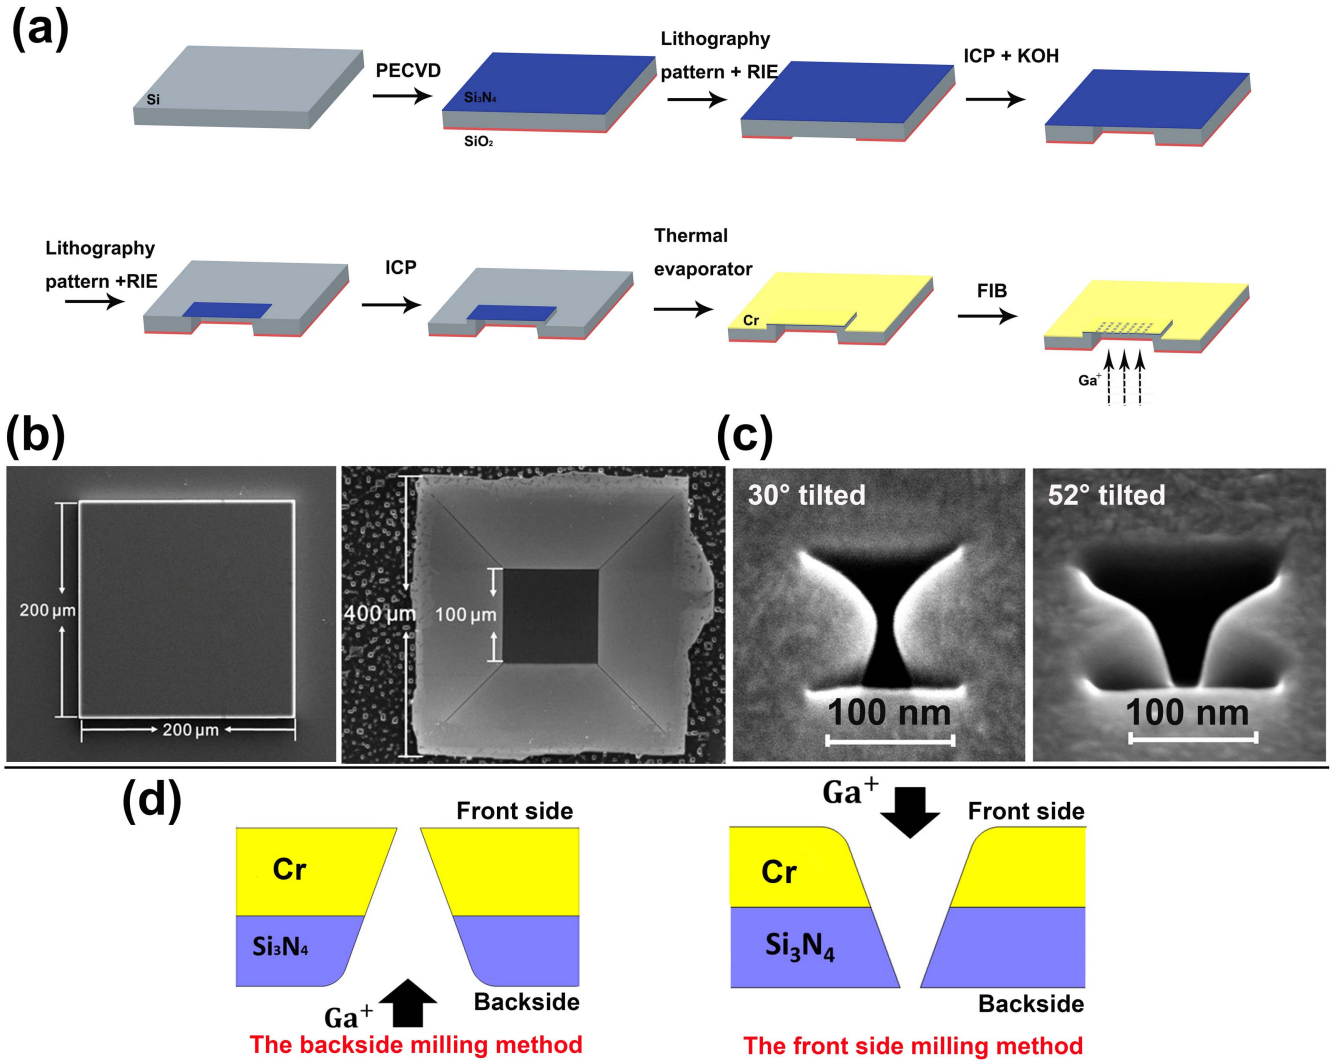 (a)
Si
PECVD
Si₃N₄
SiO₂
Lithography
pattern + RIE
ICP + KOH
Lithography
pattern +RIE
ICP
Thermal
evaporator
Cr
FIB
Ga⁺
(b)
200 μm
200 μm
400 μm
100 μm
(c)
30° tilted
100 nm
52° tilted
100 nm
(d)
Front side
Cr
Si₃N₄
Backside
Ga⁺
The backside milling method
Ga⁺
Front side
Cr
Si₃N₄
Backside
The front side milling method